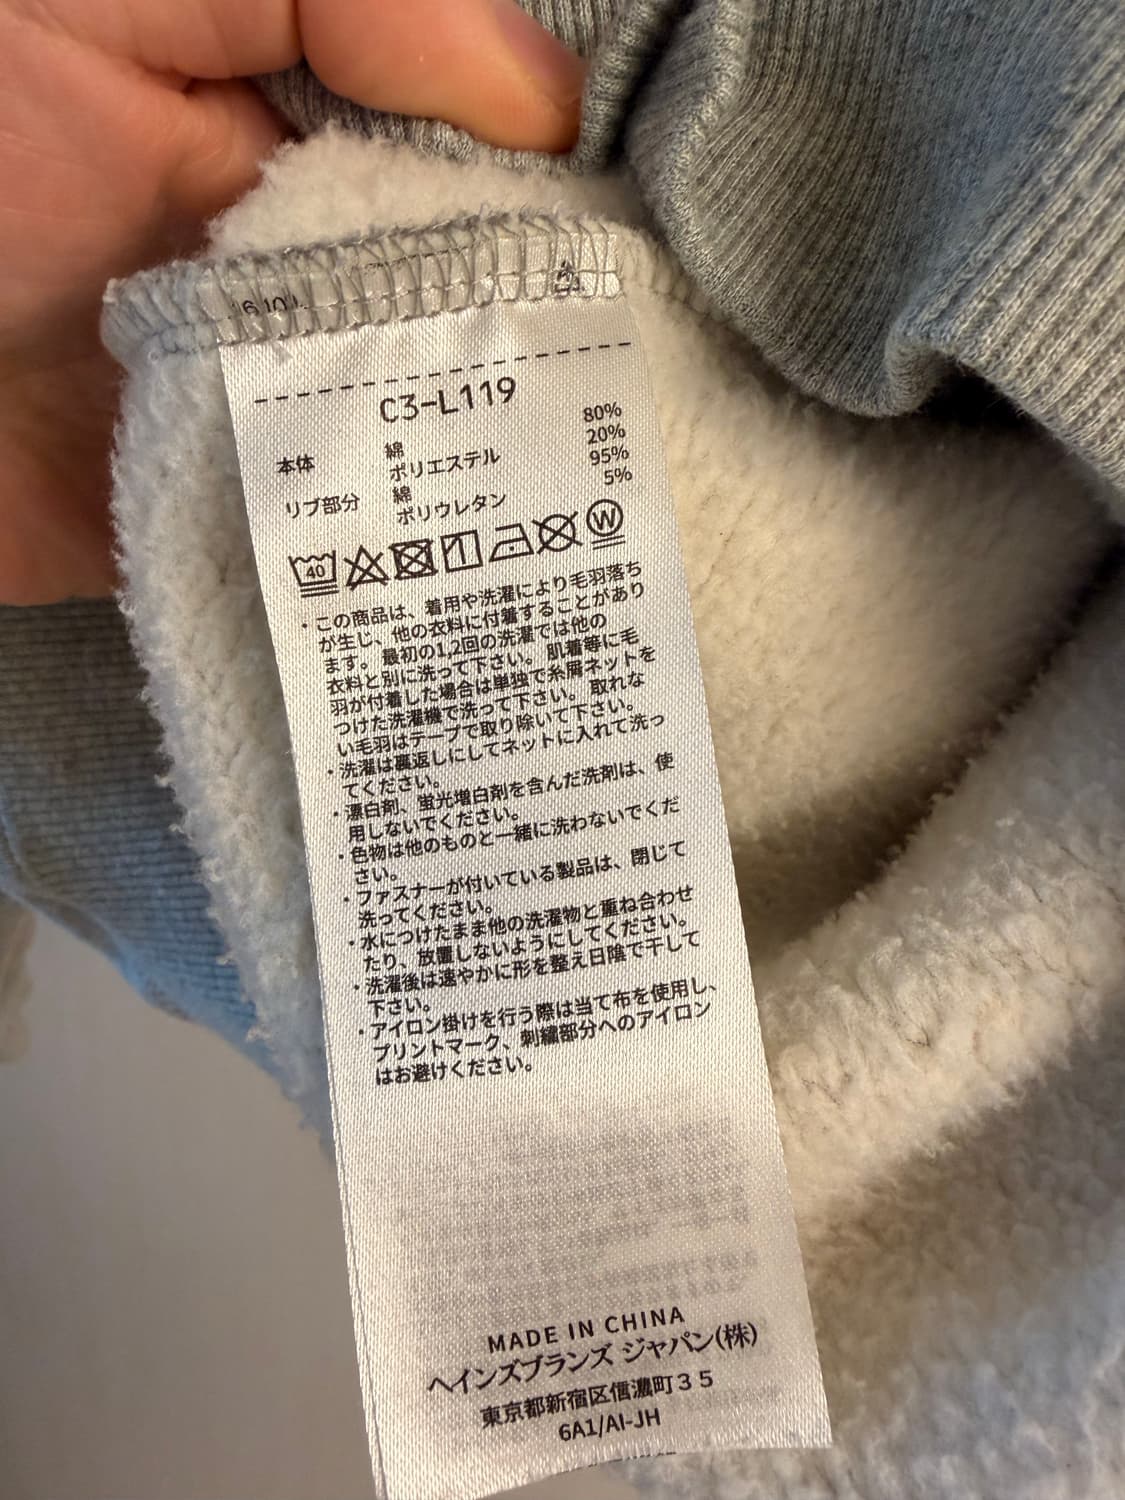 C3-L119
本体 綿 80%
ポリエステル 20%
リブ部分 綿 95%
ポリウレタン 5%
40 W
・この商品は、着用や洗濯により毛羽落ち
が生じ、他の衣料に付着することがあり
ます。最初の1,2回の洗濯では他の
衣料と別に洗って下さい。肌着等に毛
羽が付着した場合は単独で糸屑ネットを
つけた洗濯機で洗って下さい。取れな
い毛羽はテープで取り除いて下さい。
・洗濯は裏返しにしてネットに入れて洗っ
てください。
・漂白剤、蛍光増白剤を含んだ洗剤は、使
用しないでください。
・色物は他のものと一緒に洗わないでくだ
さい。
・ファスナーが付いている製品は、閉じて
洗ってください。
・水につけたまま他の洗濯物と重ね合わせ
たり、放置しないようにしてください。
・洗濯後は速やかに形を整え日陰で干して
下さい。
・アイロン掛けを行う際は当て布を使用し、
プリントマーク、刺繍部分へのアイロン
はお避けください。
MADE IN CHINA
ヘインズブランズ ジャパン(株)
東京都新宿区信濃町35
6A1/AI-JH